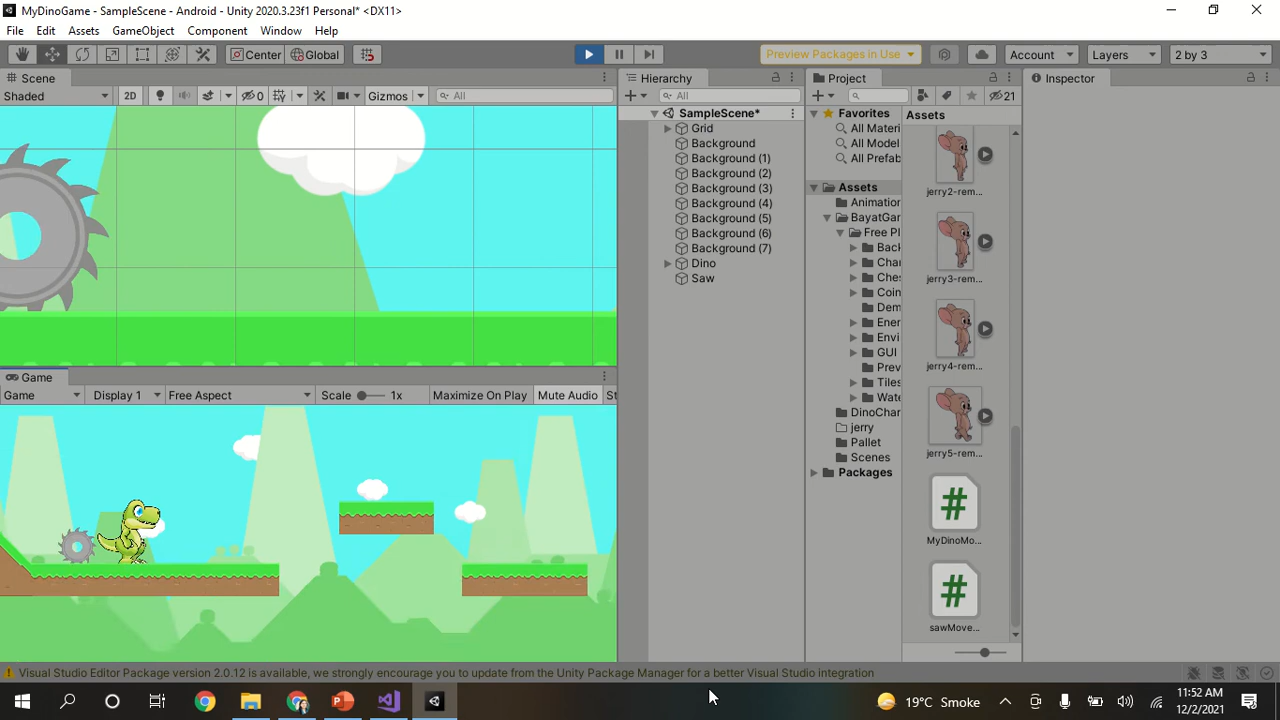 MyDinoGame - SampleScene - Android - Unity 2020.3.23f1 Personal* <DX11>
File Edit Assets GameObject Component Window Help
Center Global Preview Packages in Use Account Layers 2 by 3
Scene
Shaded 2D 0 Gizmos All
Game
Game Display 1 Free Aspect Scale 1x Maximize On Play Mute Audio St
Hierarchy
All
SampleScene*
Grid
Background
Background (1)
Background (2)
Background (3)
Background (4)
Background (5)
Background (6)
Background (7)
Dino
Saw
Project
21
Favorites
All Materi
All Model
All Prefab
Assets
Animation
BayatGar
Free Pl
Back
Cha
Ches
Coin
Dem
Ener
Envi
GUI
Prev
Tiles
Wate
DinoChar
jerry
Pallet
Scenes
Packages
Assets
jerry2-rem...
jerry3-rem...
jerry4-rem...
jerry5-rem...
MyDinoMo...
sawMove...
Inspector
Visual Studio Editor Package version 2.0.12 is available, we strongly encourage you to update from the Unity Package Manager for a better Visual Studio integration
19°C Smoke
11:52 AM
12/2/2021